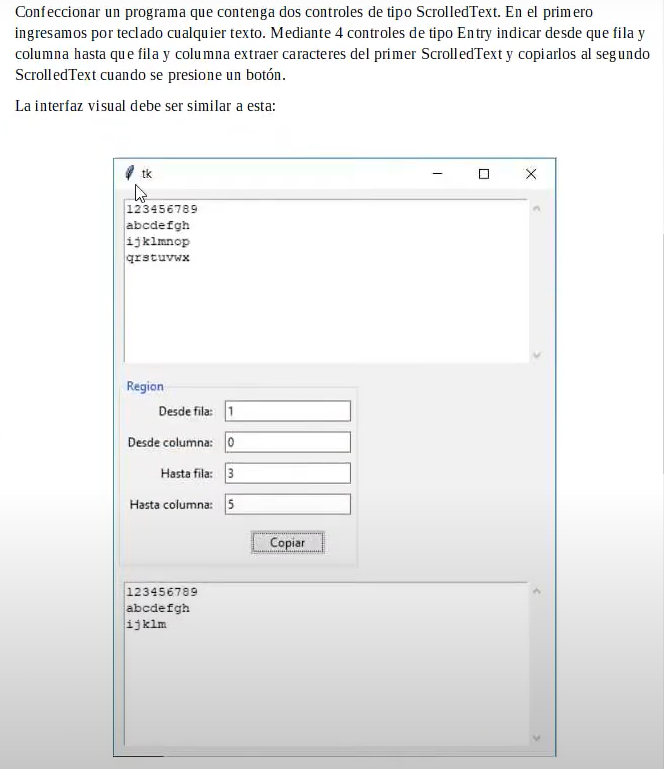 Confeccionar un programa que contenga dos controles de tipo ScrolledText. En el primero
ingresamos por teclado cualquier texto. Mediante 4 controles de tipo Entry indicar desde que fila y
columna hasta que fila y columna extraer caracteres del primer ScrolledText y copiarlos al segundo
ScrolledText cuando se presione un botón.
La interfaz visual debe ser similar a esta:
tk
123456789
abcdefgh
ijklmnop
qrstuvwx
Region
Desde fila: 1
Desde columna: 0
Hasta fila: 3
Hasta columna: 5
Copiar
123456789
abcdefgh
ijklm